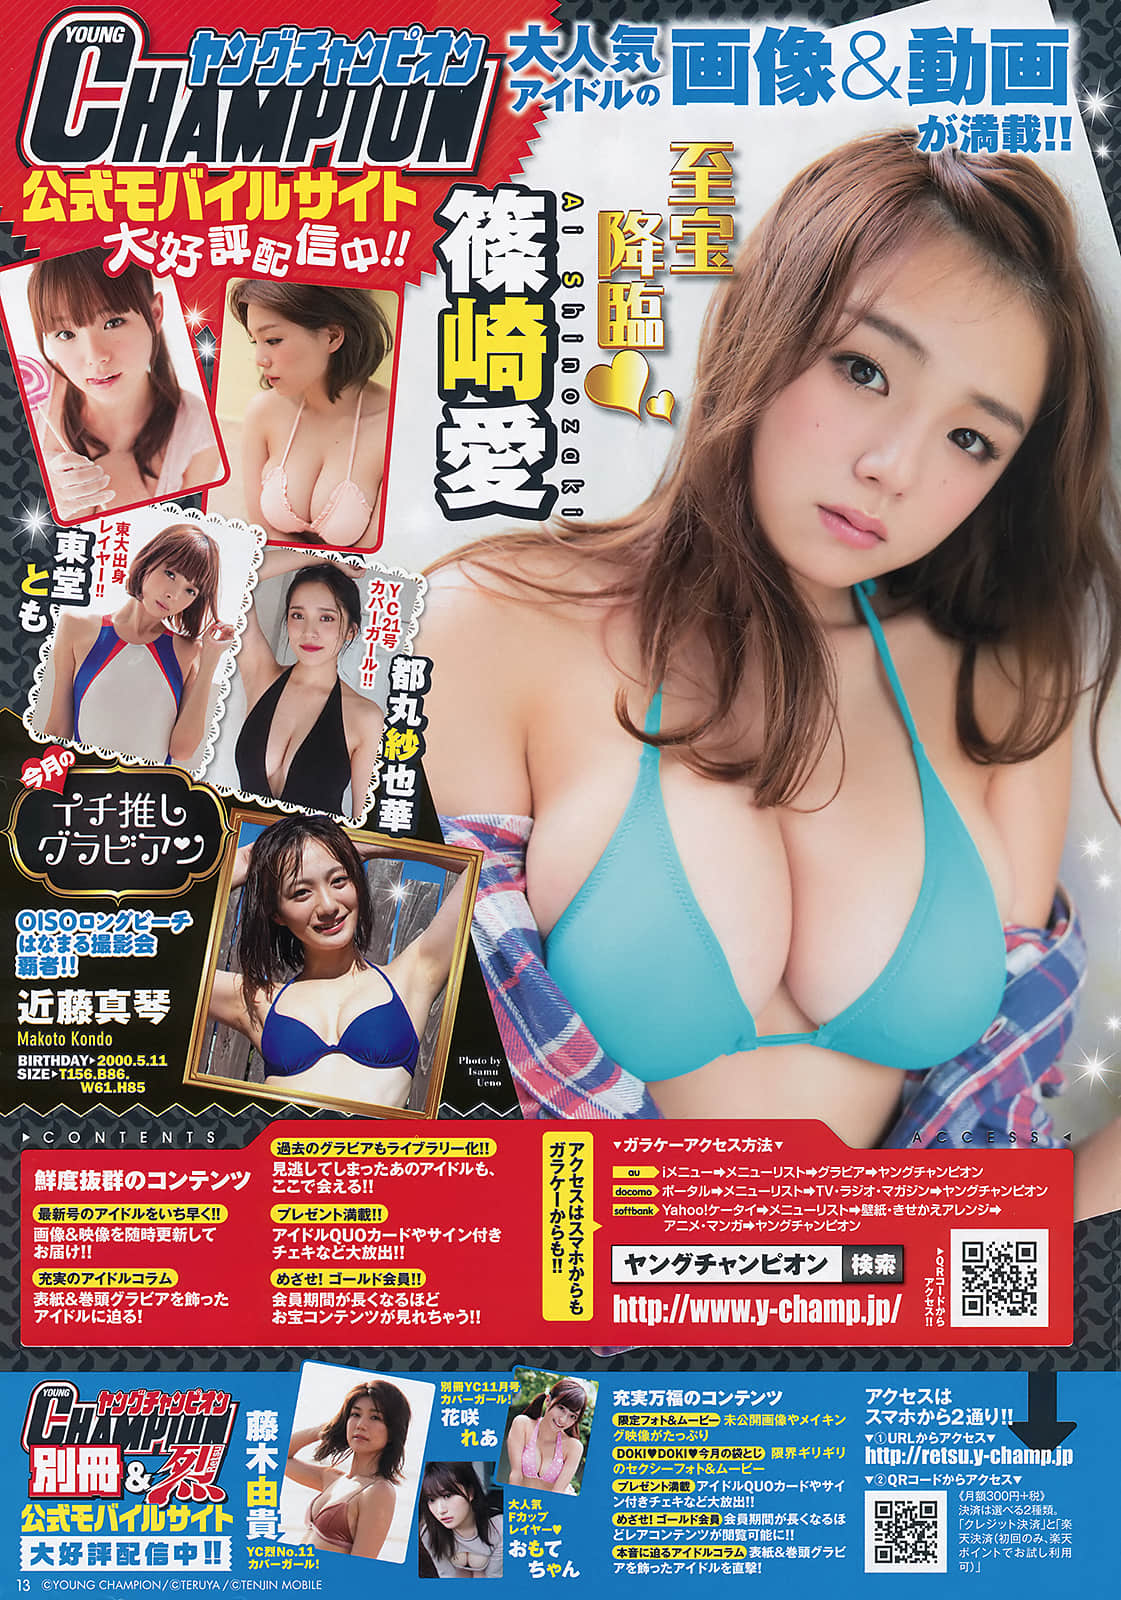 YOUNG
CHAMPION
ヤングチャンピオン
公式モバイルサイト
大好評配信中!!
大人気
アイドルの
画像&動画
が満載!!
至宝
降臨
篠崎愛
Ai Shinozaki
東大出身
レイヤー!!
東堂
とも
YC21号
カバーガール!!
都丸紗也華
今月の
イチ推し
グラビアン♥
OISOロングビーチ
はなまる撮影会
覇者!!
近藤真琴
Makoto Kondo
BIRTHDAY▶2000.5.11
SIZE▶T156.B86.
W61.H85
Photo by
Isamu
Ueno
▶CONTENTS
ACCESS◀
鮮度抜群のコンテンツ
最新号のアイドルをいち早く!!
画像&映像を随時更新して
お届け!!
充実のアイドルコラム
表紙&巻頭グラビアを飾った
アイドルに迫る!
過去のグラビアもライブラリー化!!
見逃してしまったあのアイドルも、
ここで会える!!
プレゼント満載!!
アイドルQUOカードやサイン付き
チェキなど大放出!!
めざせ!ゴールド会員!!
会員期間が長くなるほど
お宝コンテンツが見れちゃう!!
アクセスはスマホからも
ガラケーからも!!
▼ガラケーアクセス方法▼
au iメニュー➡メニューリスト➡グラビア➡ヤングチャンピオン
docomo ポータル➡メニューリスト➡TV・ラジオ・マガジン➡ヤングチャンピオン
softbank Yahoo!ケータイ➡メニューリスト➡壁紙・きせかえアレンジ➡
アニメ・マンガ➡ヤングチャンピオン
ヤングチャンピオン 検索
http://www.y-champ.jp/
▶QRコードから
アクセス!!
YOUNG
CHAMPION
ヤングチャンピオン
別冊&烈
公式モバイルサイト
大好評配信中!!
藤木由貴
YC烈No.11
カバーガール!
別冊YC11月号
カバーガール!
花咲
れあ
大人気
Fカップ
レイヤー♥
おもて
ちゃん
充実万福のコンテンツ
限定フォト&ムービー 未公開画像やメイキン
グ映像がたっぷり
DOKI♥DOKI♥今月の袋とじ 限界ギリギリ
のセクシーフォト&ムービー
プレゼント満載 アイドルQUOカードやサイ
ン付きチェキなど大放出!!
めざせ!ゴールド会員 会員期間が長くなる
ほどレアコンテンツが閲覧可能に!!
本音に迫るアイドルコラム 表紙&巻頭グラビ
アを飾ったアイドルを直撃!
アクセスは
スマホから2通り!!
▼①URLからアクセス▼
http://retsu.y-champ.jp
▼②QRコードからアクセス▼
《月額300円+税》
決済は選べる2種類。
「クレジット決済」と「楽
天決済(初回のみ、楽天
ポイントでお試し利用
可)」
13 ©YOUNG CHAMPION/©TERUYA/©TENJIN MOBILE